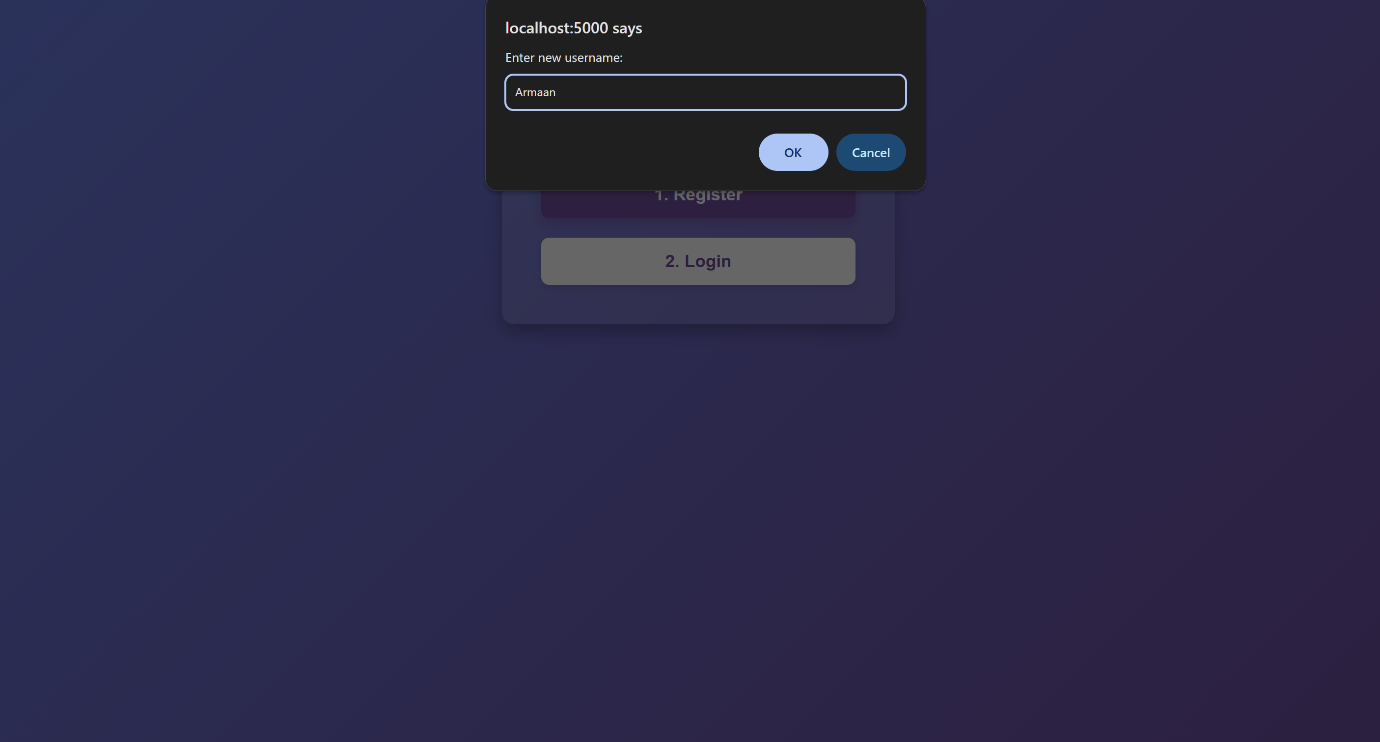 localhost:5000 says
Enter new username:
Armaan
OK
Cancel
1. Register
2. Login